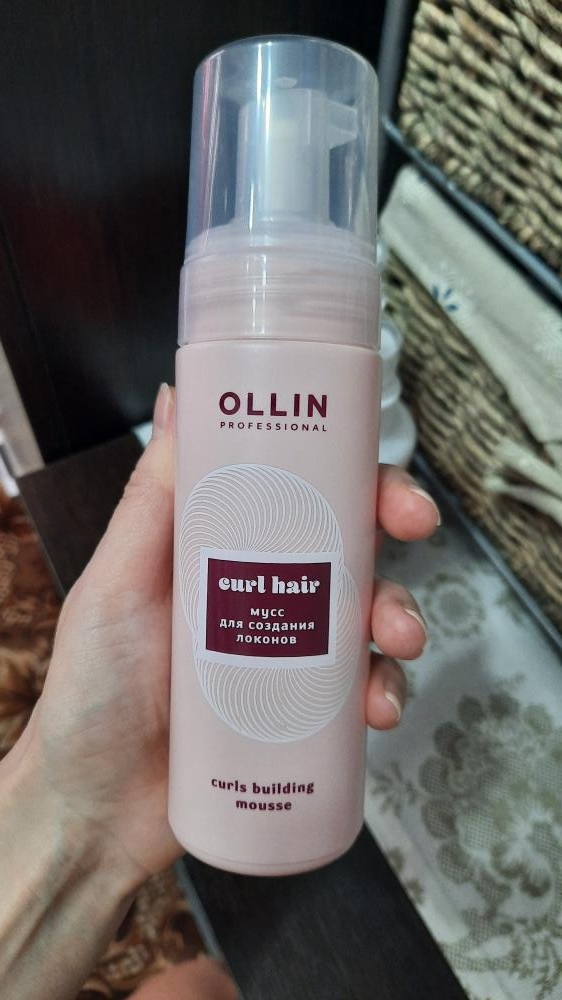 OLLIN
PROFESSIONAL
curl hair
мусс
для создания
локонов
curls building
mousse